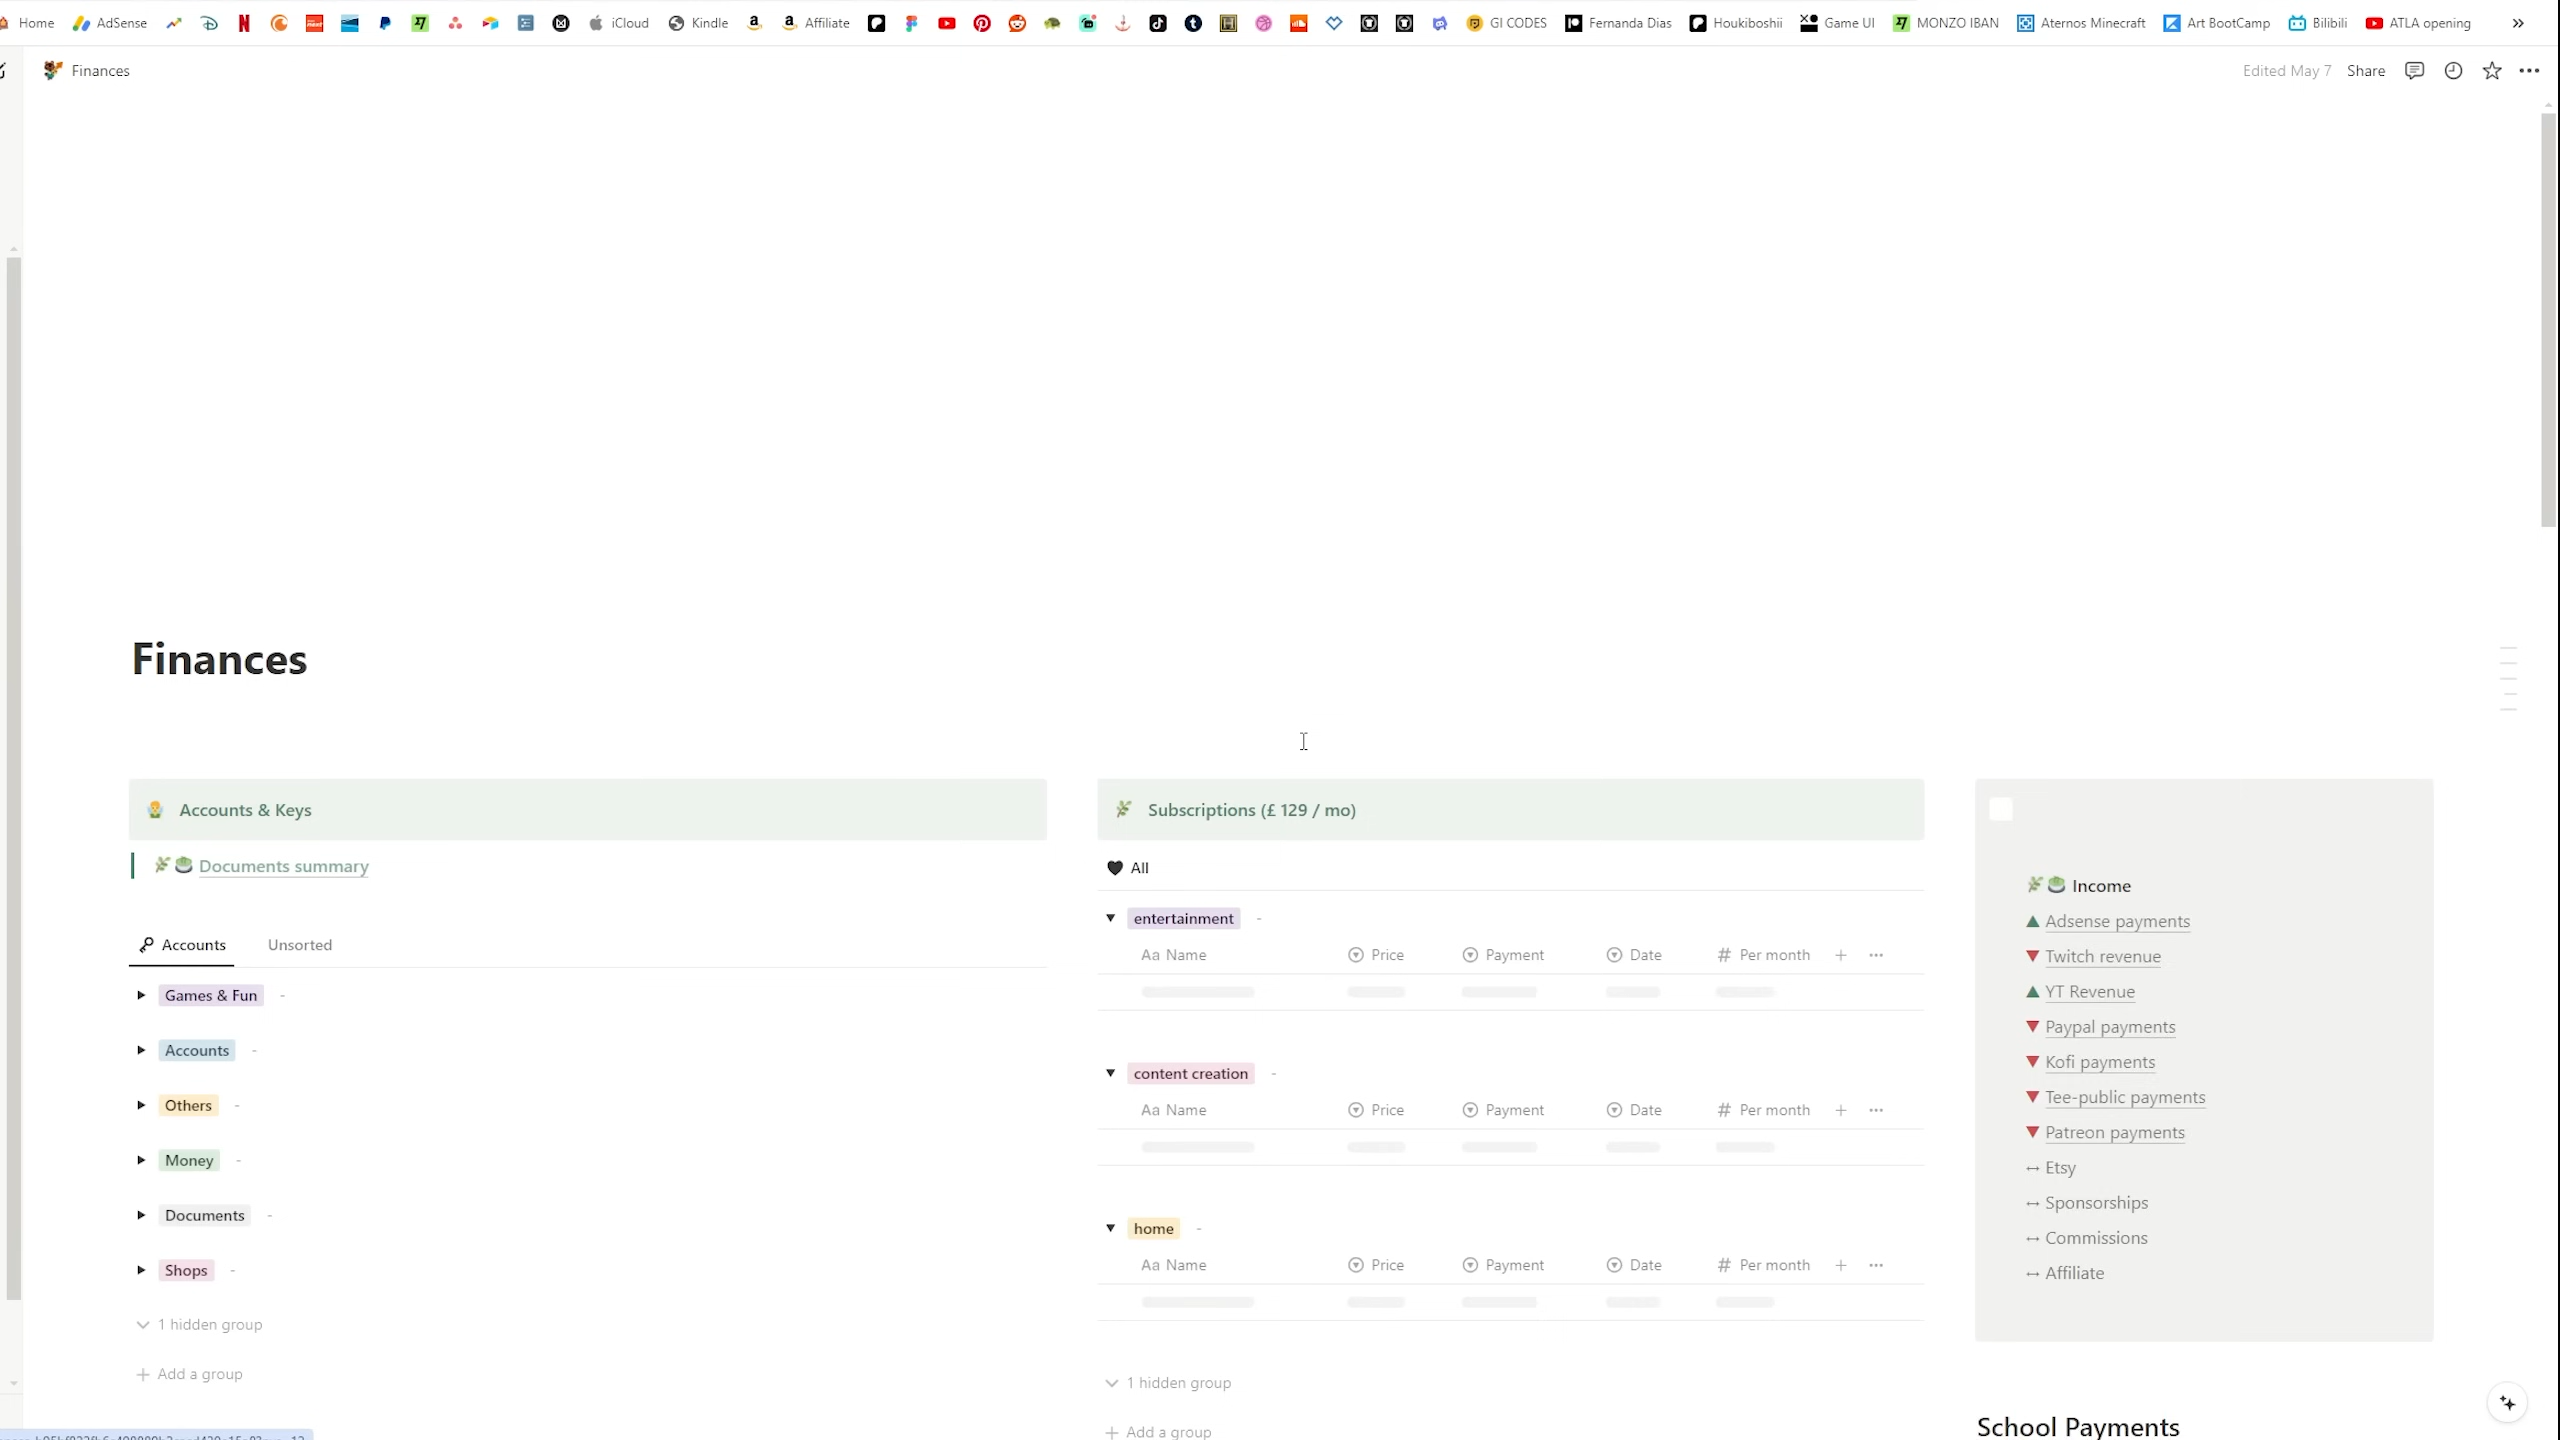 Home AdSense iCloud Kindle Affiliate GI CODES Fernanda Dias Houkiboshii Game UI MONZO IBAN Aternos Minecraft Art BootCamp Bilibili ATLA opening »
Finances
Edited May 7 Share
Finances
Accounts & Keys
Documents summary
Accounts Unsorted
Games & Fun -
Accounts -
Others -
Money -
Documents -
Shops -
1 hidden group
+ Add a group
Subscriptions (£ 129 / mo)
All
entertainment -
Aa Name Price Payment Date # Per month + ···
content creation -
Aa Name Price Payment Date # Per month + ···
home -
Aa Name Price Payment Date # Per month + ···
1 hidden group
+ Add a group
Income
Adsense payments
Twitch revenue
YT Revenue
Paypal payments
Kofi payments
Tee-public payments
Patreon payments
↔ Etsy
↔ Sponsorships
↔ Commissions
↔ Affiliate
School Payments